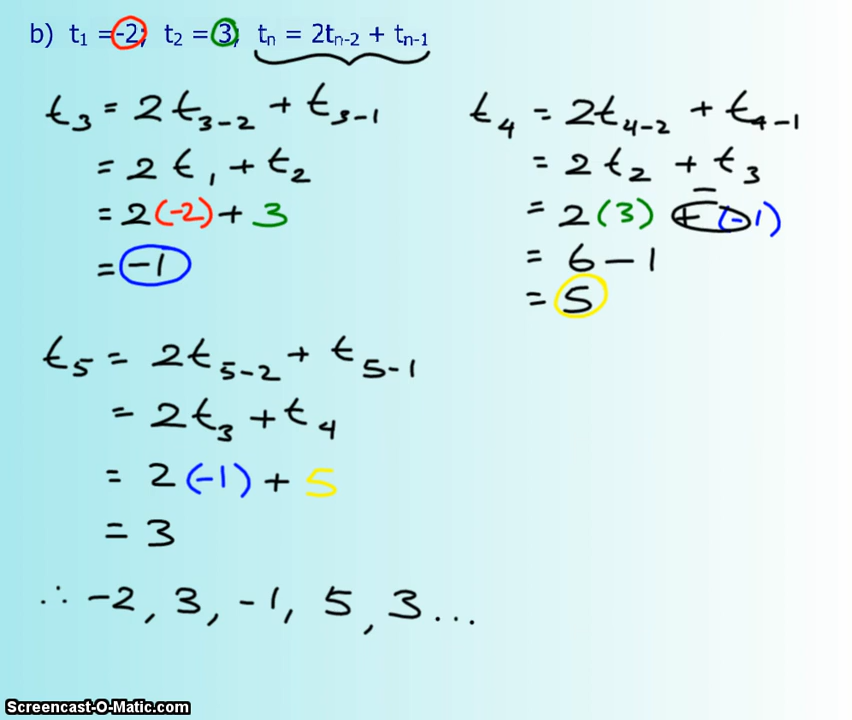 b) t₁ = -2; t₂ = 3; tₙ = 2tₙ₋₂ + tₙ₋₁
t₃ = 2t₃₋₂ + t₃₋₁
= 2t₁ + t₂
= 2(-2) + 3
= -1
t₄ = 2t₄₋₂ + t₄₋₁
= 2t₂ + t₃
= 2(3) + (-1)
= 6 - 1
= 5
t₅ = 2t₅₋₂ + t₅₋₁
= 2t₃ + t₄
= 2(-1) + 5
= 3
∴ -2, 3, -1, 5, 3...
Screencast-O-Matic.com